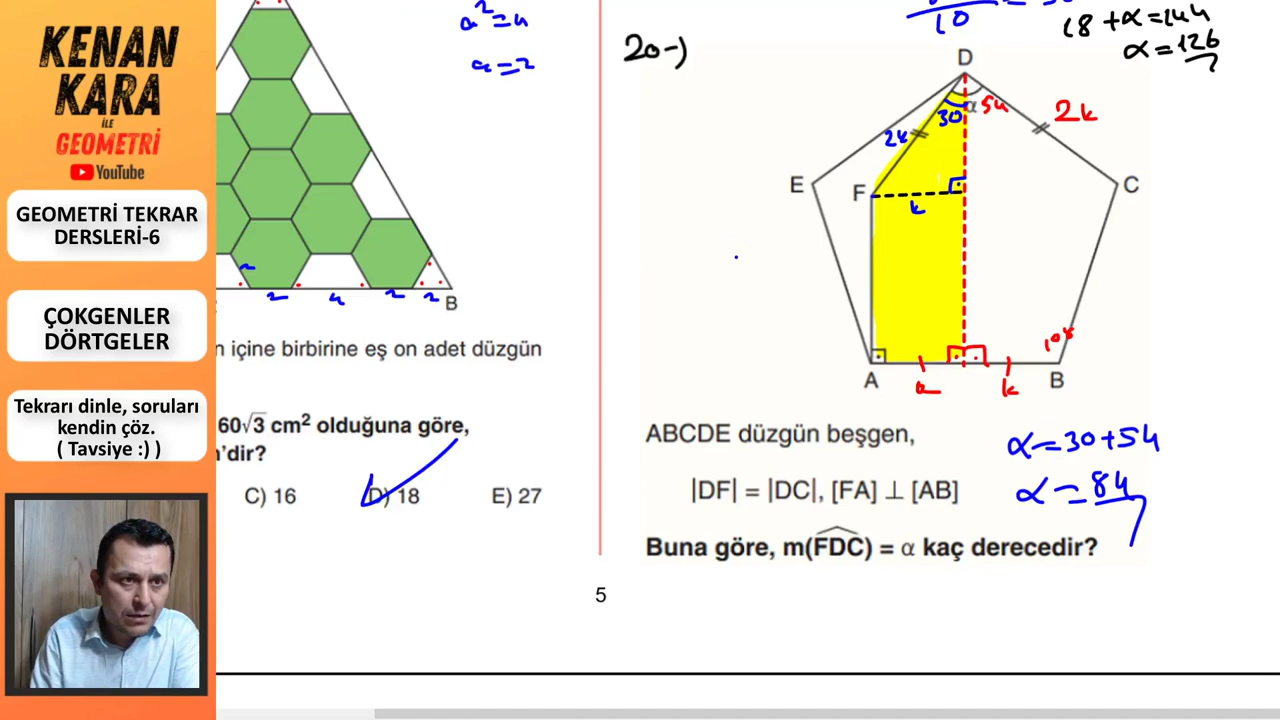 KENAN
KARA
İLE
GEOMETRİ
YouTube
GEOMETRİ TEKRAR
DERSLERİ-6
ÇOKGENLER
DÖRTGELER
Tekrarı dinle, soruları
kendin çöz.
( Tavsiye :) )
a²=4
a=2
2
2
4
2
2
B
n içine birbirine eş on adet düzgün
60√3 cm² olduğuna göre,
n'dir?
C) 16
D) 18
E) 27
5
10
18 + α = 144
α = 126
20-)
D
30
α
54
2k
2k
E
F
C
k
108
A
k
k
B
ABCDE düzgün beşgen,
|DF| = |DC|, [FA] ⊥ [AB]
Buna göre, m(FDC) = α kaç derecedir?
α = 30+54
α = 84